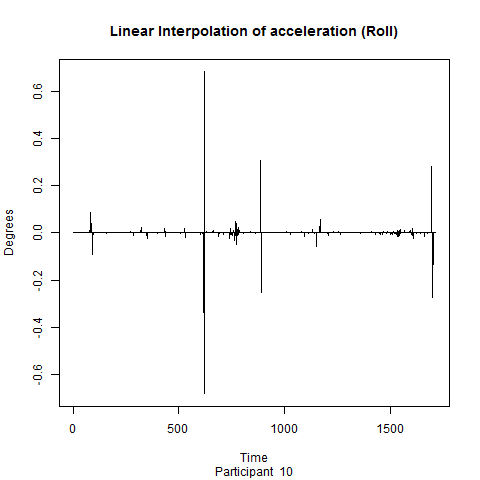 Linear Interpolation of acceleration (Roll)
0.6
0.4
0.2
0.0
-0.2
-0.4
-0.6
Degrees
0 500 1000 1500
Time
Participant 10